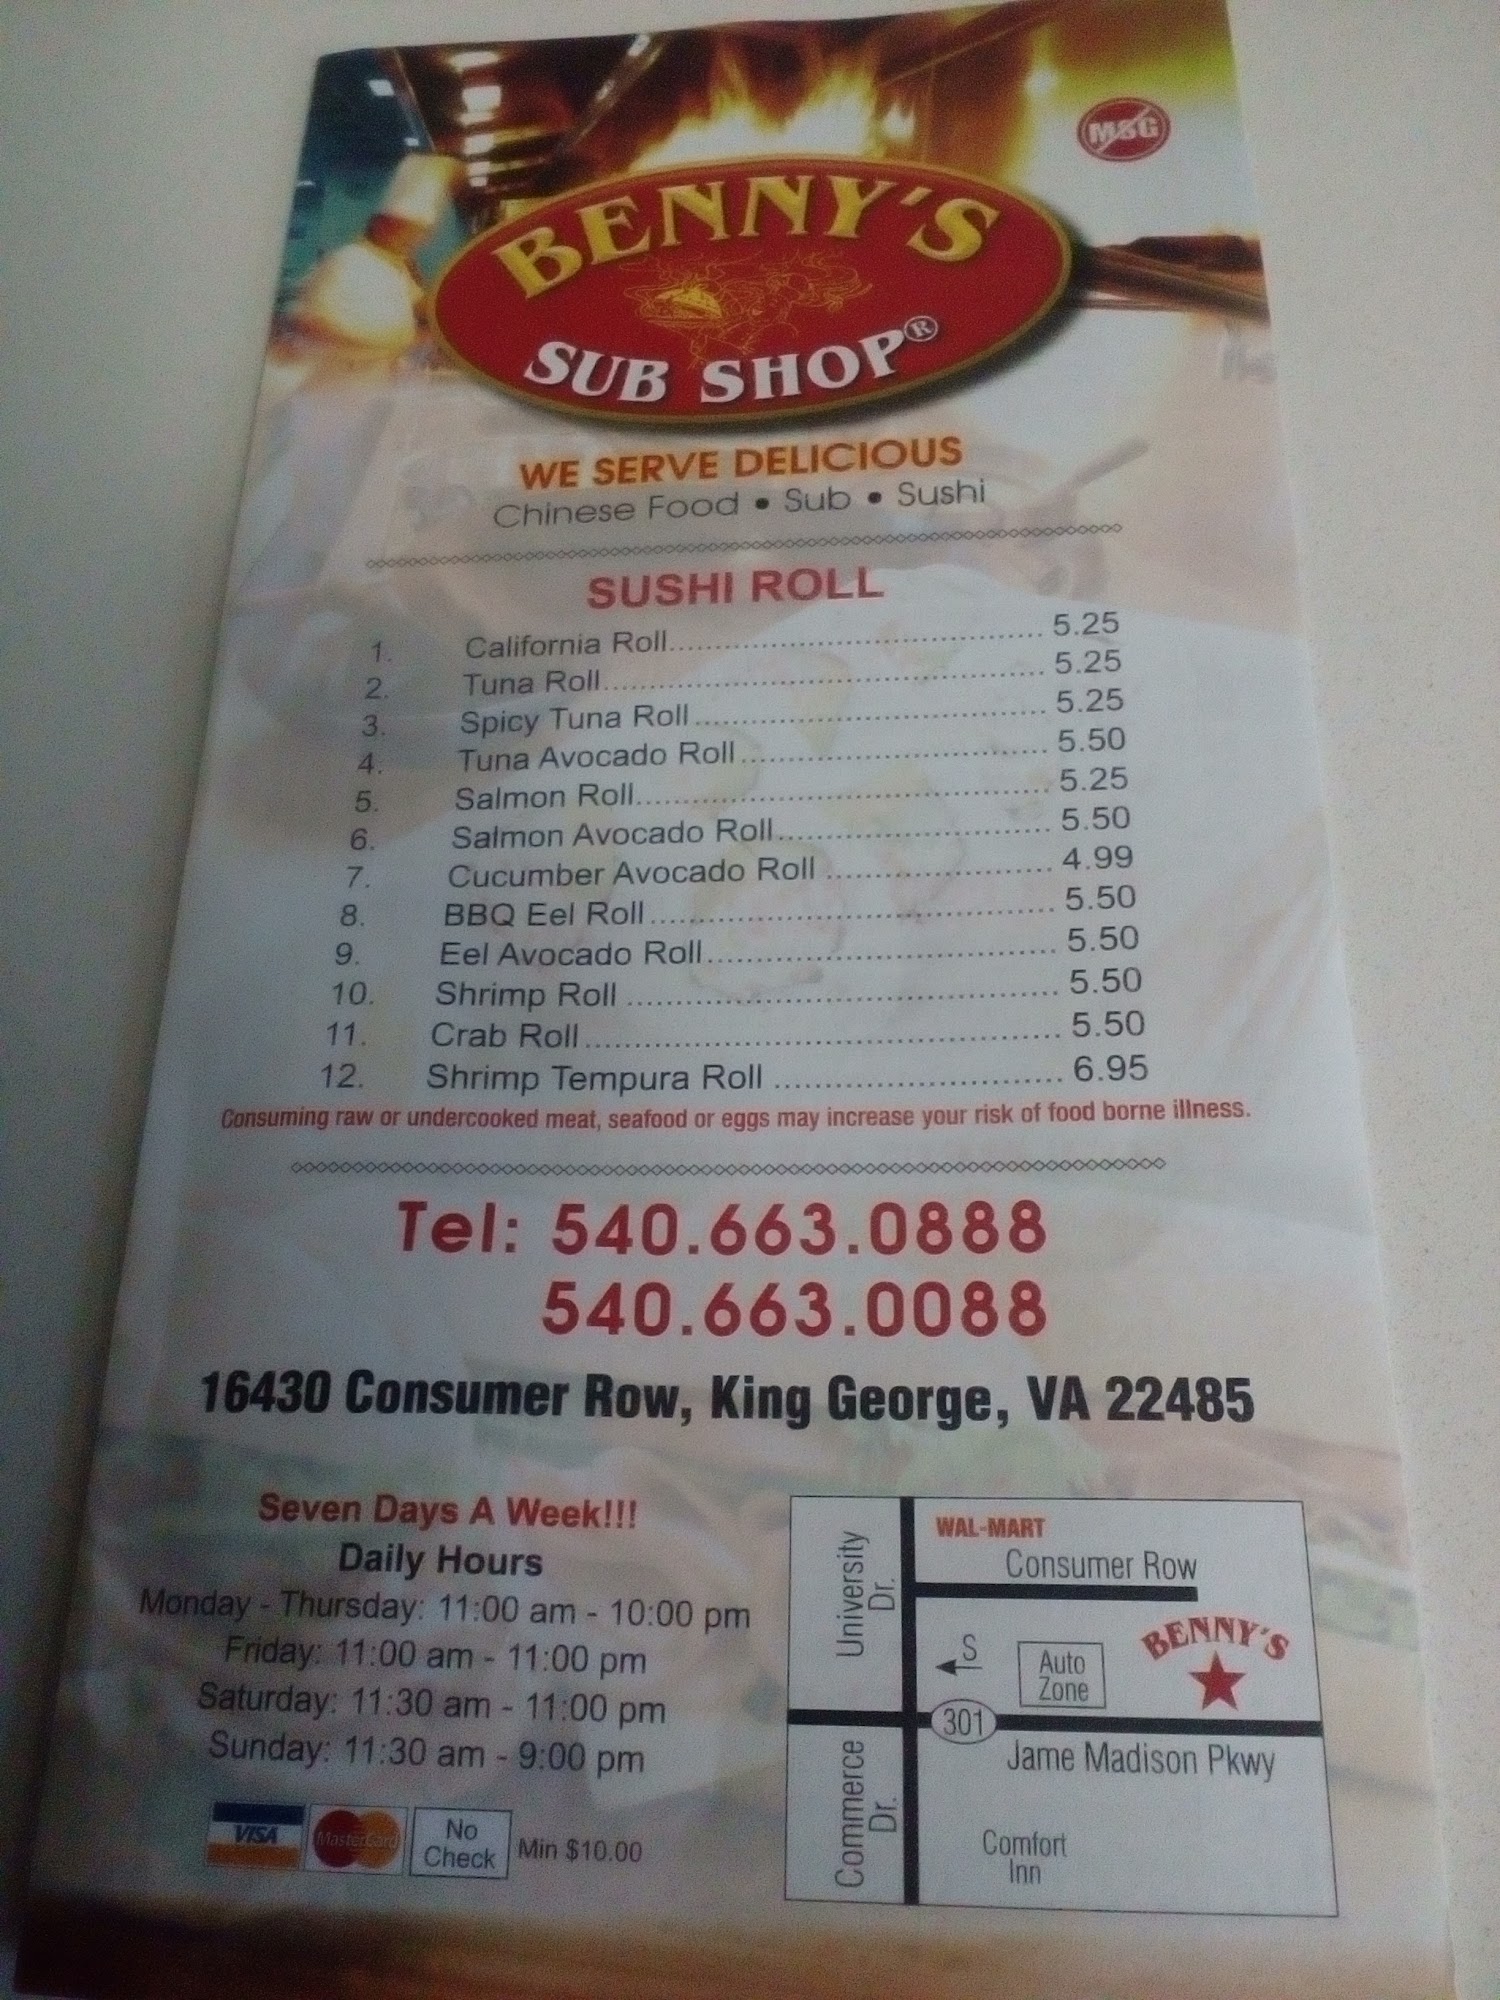 MSG
BENNY'S
SUB SHOP®
WE SERVE DELICIOUS
Chinese Food • Sub • Sushi
SUSHI ROLL
1. California Roll 5.25
2. Tuna Roll 5.25
3. Spicy Tuna Roll 5.25
4. Tuna Avocado Roll 5.50
5. Salmon Roll 5.25
6. Salmon Avocado Roll 5.50
7. Cucumber Avocado Roll 4.99
8. BBQ Eel Roll 5.50
9. Eel Avocado Roll 5.50
10. Shrimp Roll 5.50
11. Crab Roll 5.50
12. Shrimp Tempura Roll 6.95
Consuming raw or undercooked meat, seafood or eggs may increase your risk of food borne illness.
Tel: 540.663.0888
540.663.0088
16430 Consumer Row, King George, VA 22485
Seven Days A Week!!!
Daily Hours
Monday - Thursday: 11:00 am - 10:00 pm
Friday: 11:00 am - 11:00 pm
Saturday: 11:30 am - 11:00 pm
Sunday: 11:30 am - 9:00 pm
VISA
MasterCard
No
Check
Min $10.00
University
Dr.
WAL-MART
Consumer Row
BENNY'S
S
Auto
Zone
301
Jame Madison Pkwy
Commerce
Dr.
Comfort
Inn